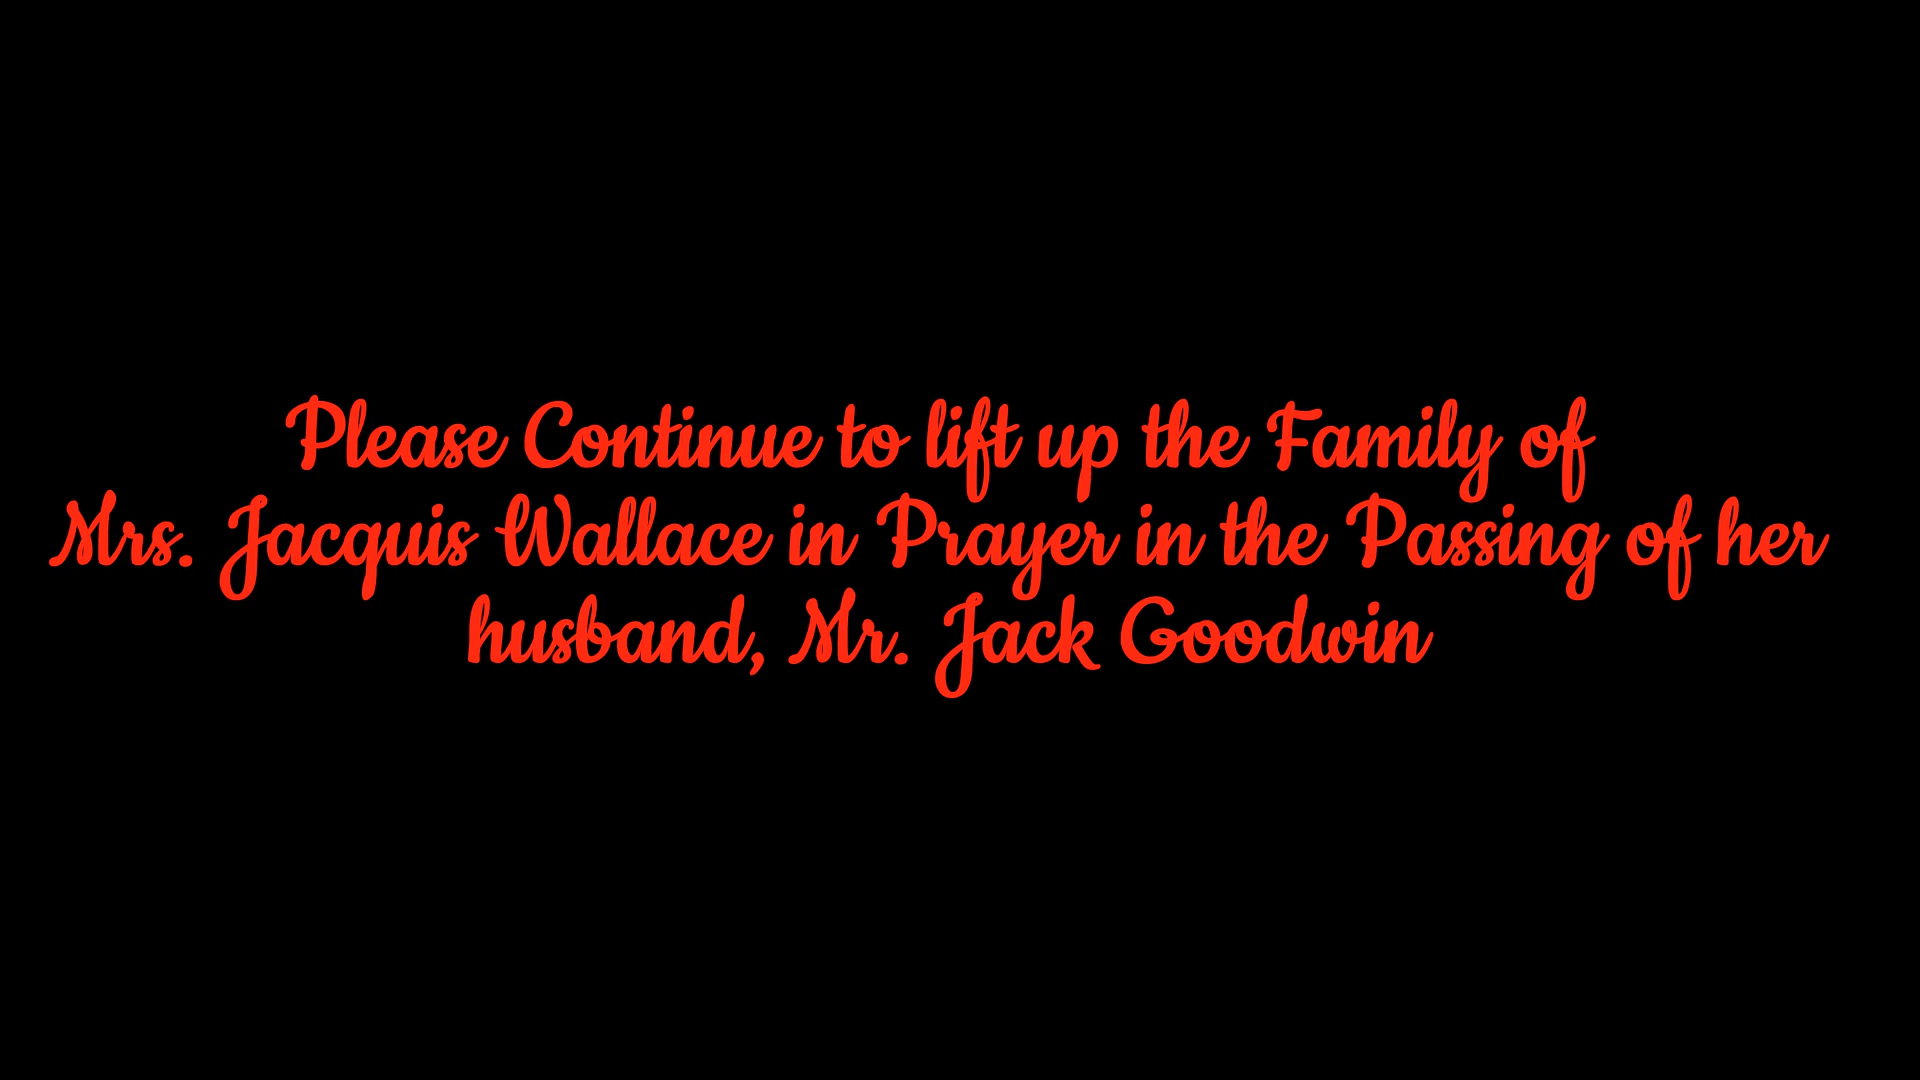 Please Continue to lift up the Family of
Mrs. Jacquis Wallace in Prayer in the Passing of her
husband, Mr. Jack Goodwin